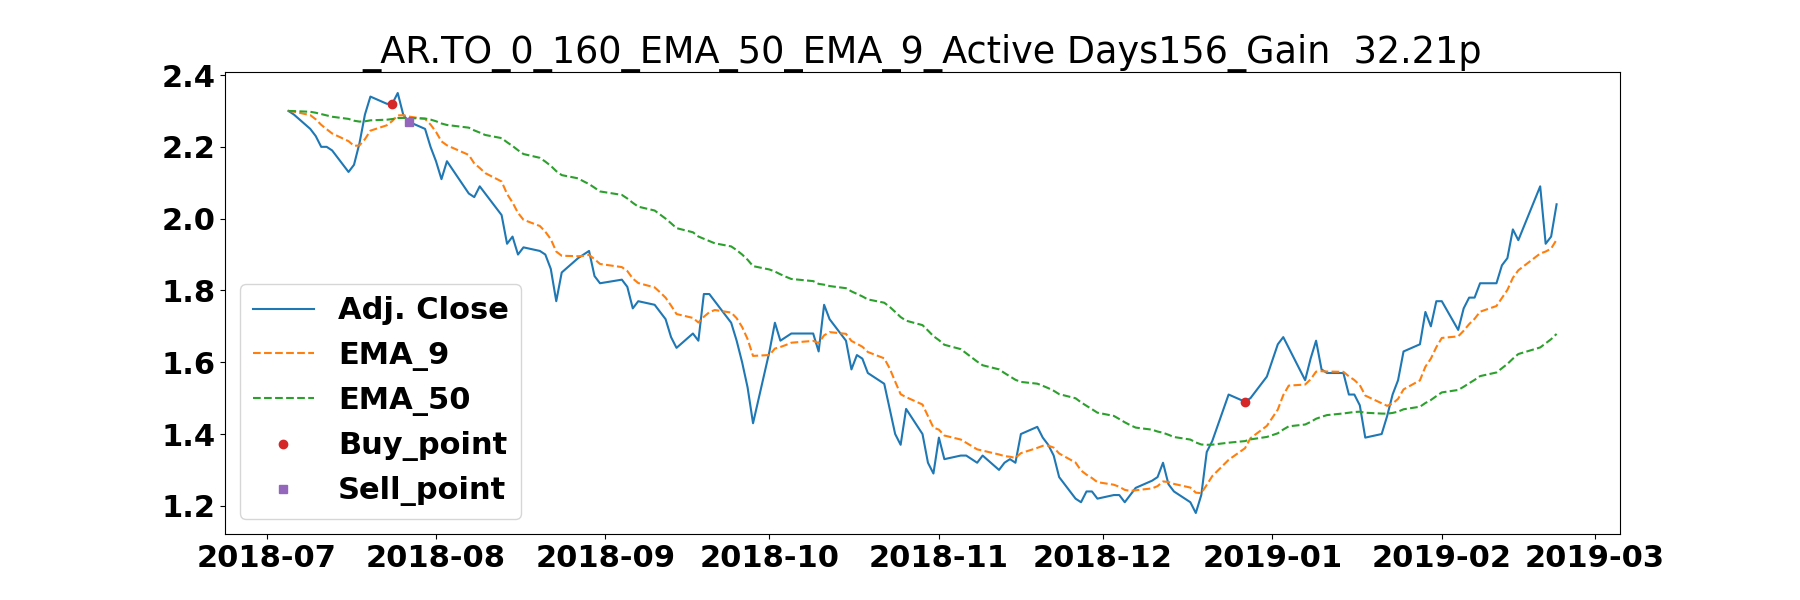 _AR.TO_0_160_EMA_50_EMA_9_Active Days156_Gain  32.21p
2.4
2.2
2.0
1.8
1.6
1.4
1.2
Adj. Close
EMA_9
EMA_50
Buy_point
Sell_point
2018-07 2018-08 2018-09 2018-10 2018-11 2018-12 2019-01 2019-02 2019-03